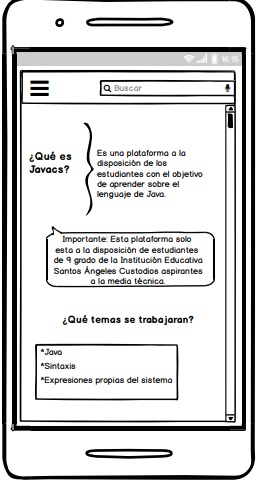 16:15
Buscar
¿Qué es
Javacs?
Es una plataforma a la
disposición de los
estudiantes con el objetivo
de aprender sobre el
lenguaje de Java.
Importante: Esta plataforma solo
esta a la disposición de estudiantes
de 9 grado de la Institución Educativa
Santos Ángeles Custodios aspirantes
a la media técnica.
¿Qué temas se trabajaran?
*Java
*Sintaxis
*Expresiones propias del sistema